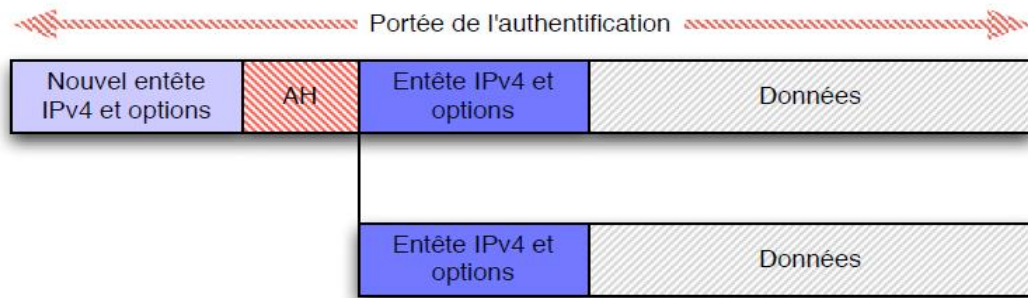 Portée de l'authentification
Nouvel entête
IPv4 et options
AH
Entête IPv4 et
options
Données
Entête IPv4 et
options
Données